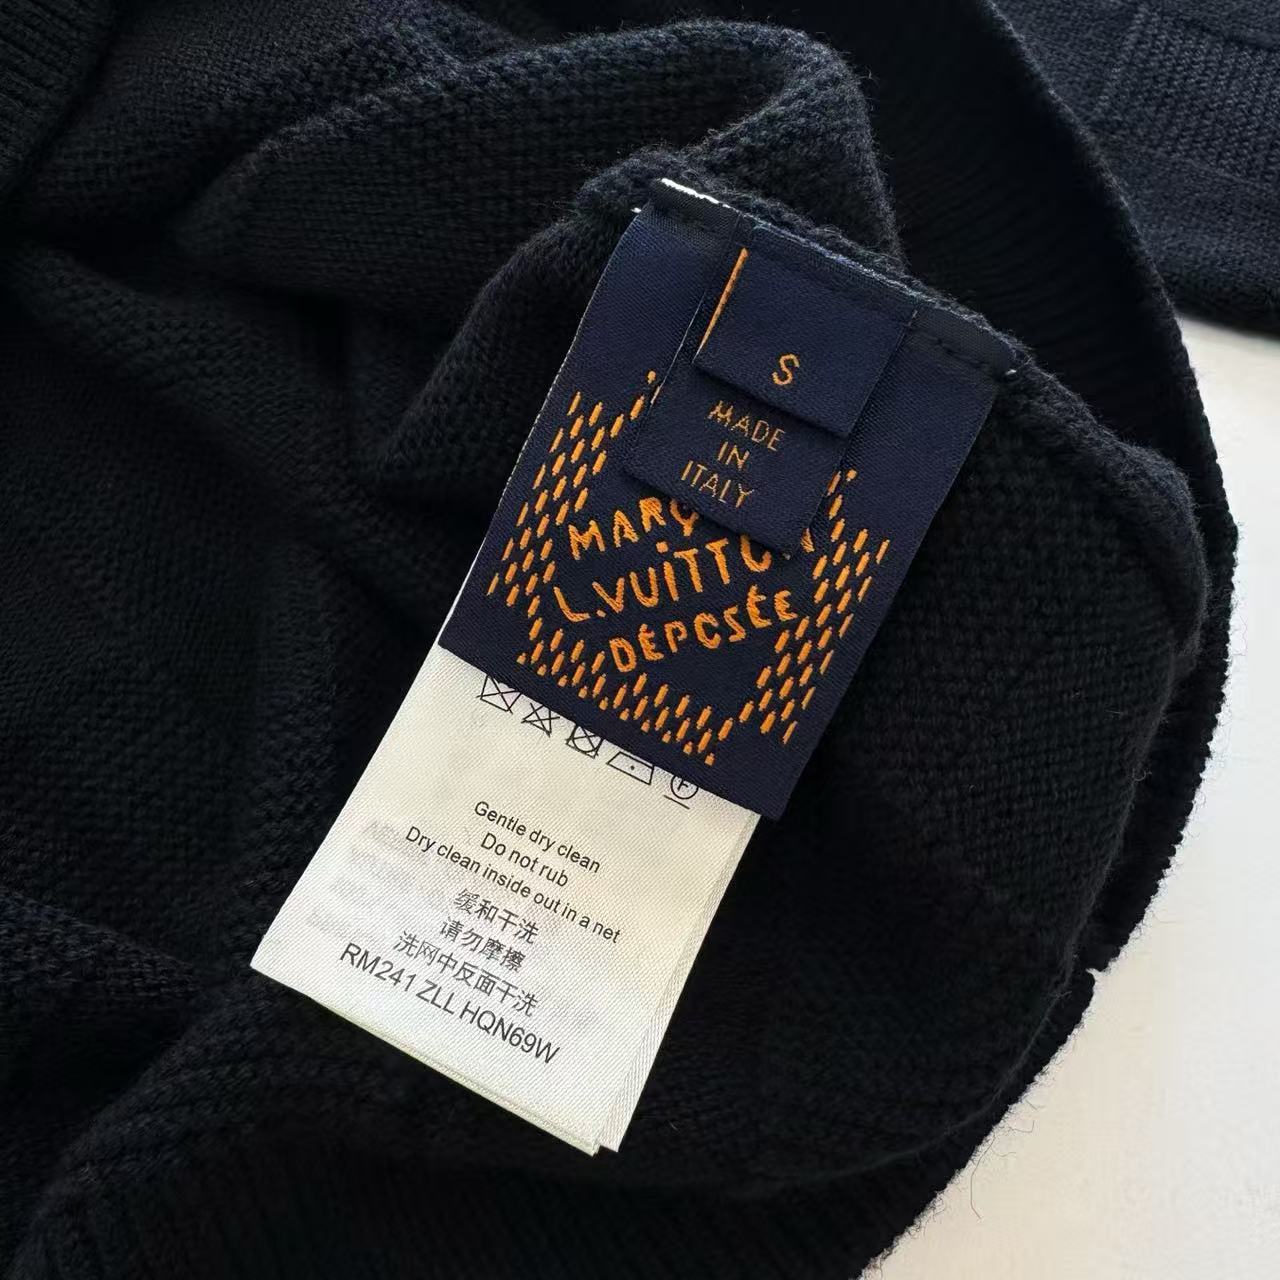 S
MADE
IN
ITALY
MARQ
L.VUiTTON
DÉPOSÉE
F
Gentle dry clean
Do not rub
Dry clean inside out in a net
缓和干洗
请勿摩擦
洗网中反面干洗
RM241 ZLL HQN69W